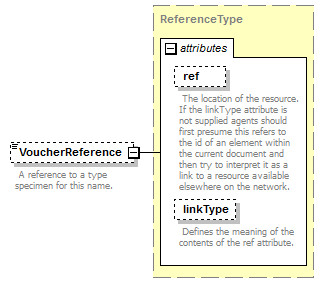 ReferenceType
attributes
ref
The location of the resource.
If the linkType attribute is
not supplied agents should
first presume this refers to
the id of an element within
the current document and
then try to interpret it as a
link to a resource available
elsewhere on the network.
VoucherReference
A reference to a type
specimen for this name.
linkType
Defines the meaning of the
contents of the ref attribute.